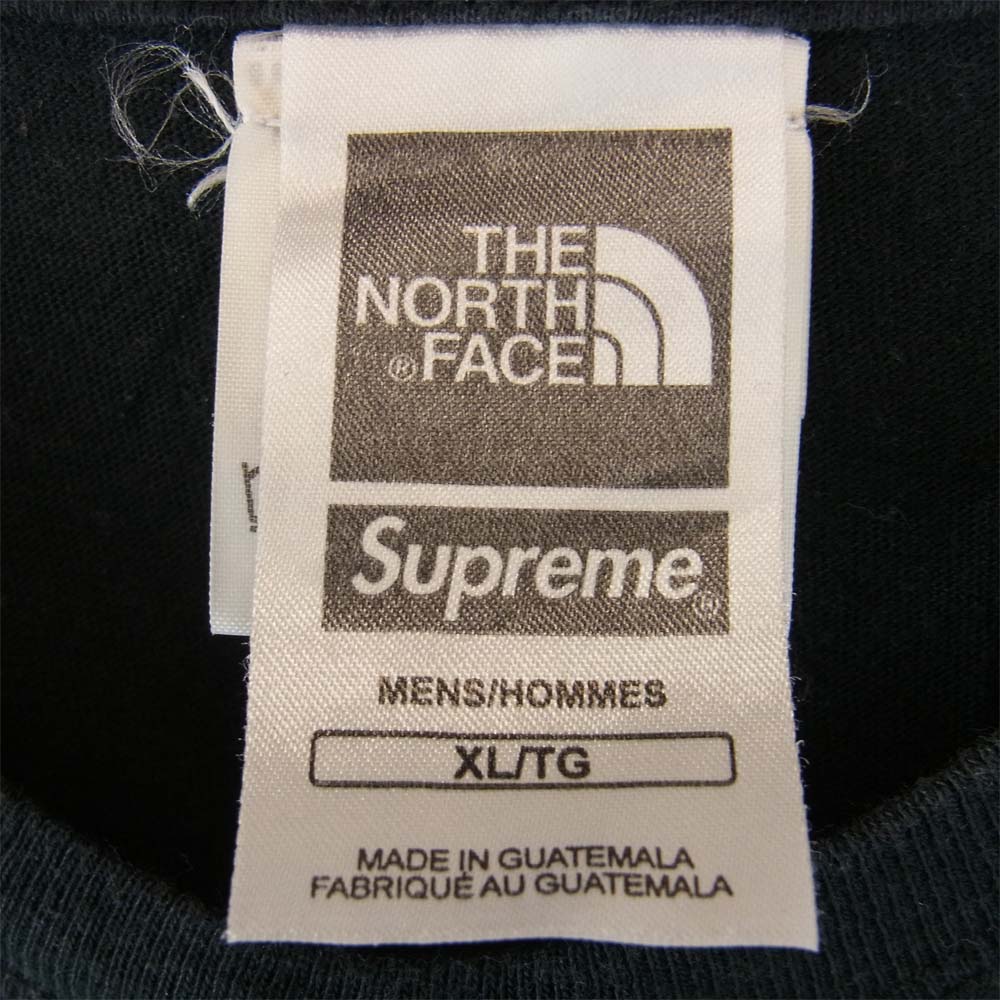 THE
NORTH
®FACE
Supreme®
MENS/HOMMES
XL/TG
MADE IN GUATEMALA
FABRIQUÉ AU GUATEMALA